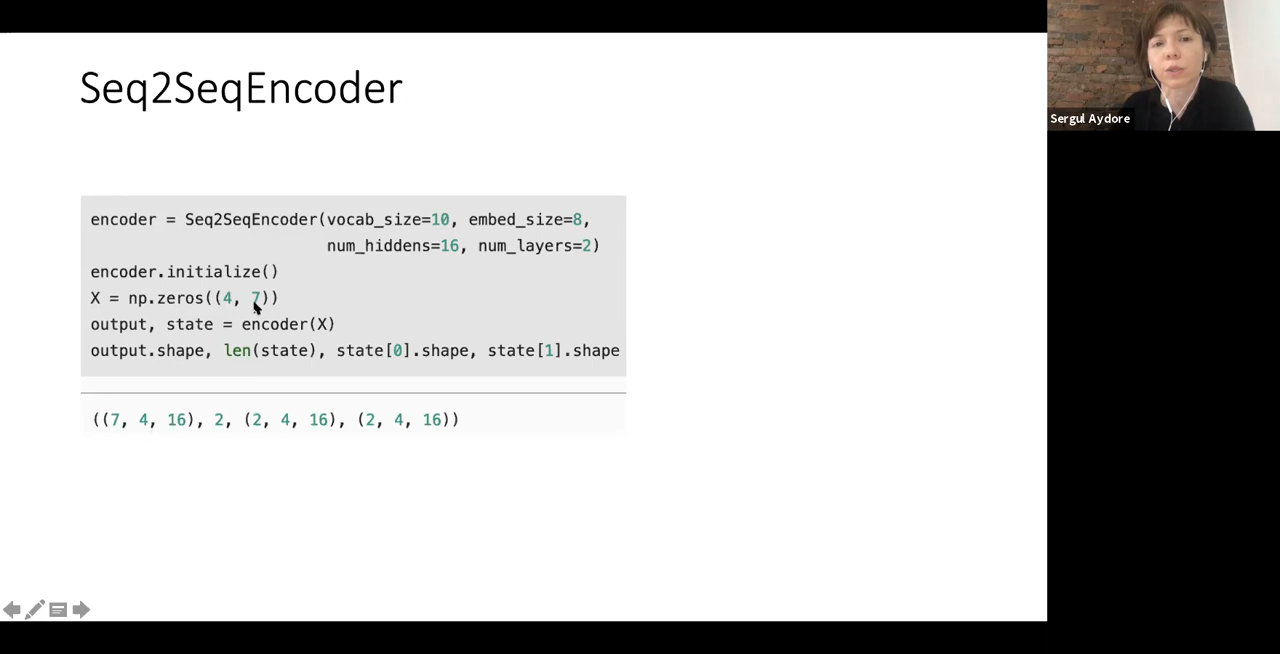 Seq2SeqEncoder
encoder = Seq2SeqEncoder(vocab_size=10, embed_size=8,
num_hiddens=16, num_layers=2)
encoder.initialize()
X = np.zeros((4, 7))
output, state = encoder(X)
output.shape, len(state), state[0].shape, state[1].shape
((7, 4, 16), 2, (2, 4, 16), (2, 4, 16))
Sergul Aydore